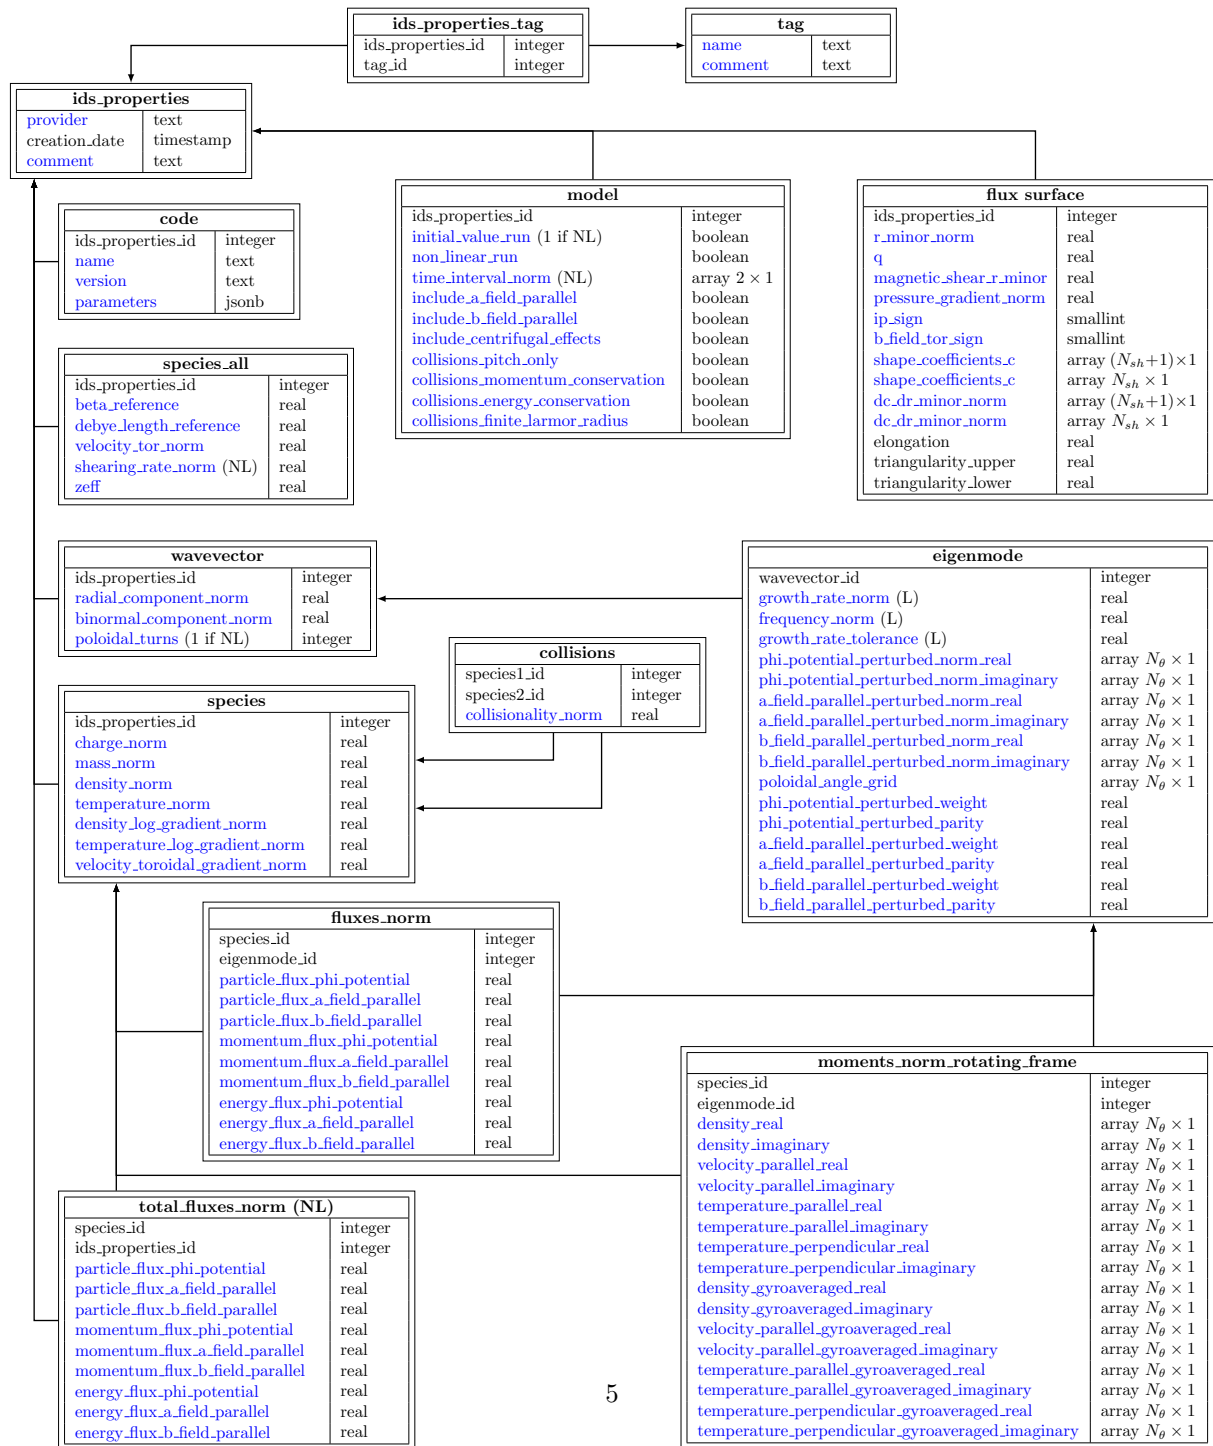 ids_properties_tag
ids_properties_id integer
tag_id integer
tag
name text
comment text
ids_properties
provider text
creation_date timestamp
comment text
code
ids_properties_id integer
name text
version text
parameters jsonb
model
ids_properties_id integer
initial_value_run (1 if NL) boolean
non_linear_run boolean
time_interval_norm (NL) array 2 × 1
include_a_field_parallel boolean
include_b_field_parallel boolean
include_centrifugal_effects boolean
collisions_pitch_only boolean
collisions_momentum_conservation boolean
collisions_energy_conservation boolean
collisions_finite_larmor_radius boolean
flux surface
ids_properties_id integer
r_minor_norm real
q real
magnetic_shear_r_minor real
pressure_gradient_norm real
ip_sign smallint
b_field_tor_sign smallint
shape_coefficients_c array (N_sh+1)×1
shape_coefficients_c array N_sh × 1
dc_dr_minor_norm array (N_sh+1)×1
dc_dr_minor_norm array N_sh × 1
elongation real
triangularity_upper real
triangularity_lower real
species_all
ids_properties_id integer
beta_reference real
debye_length_reference real
velocity_tor_norm real
shearing_rate_norm (NL) real
zeff real
wavevector
ids_properties_id integer
radial_component_norm real
binormal_component_norm real
poloidal_turns (1 if NL) integer
eigenmode
wavevector_id integer
growth_rate_norm (L) real
frequency_norm (L) real
growth_rate_tolerance (L) real
phi_potential_perturbed_norm_real array N_θ × 1
phi_potential_perturbed_norm_imaginary array N_θ × 1
a_field_parallel_perturbed_norm_real array N_θ × 1
a_field_parallel_perturbed_norm_imaginary array N_θ × 1
b_field_parallel_perturbed_norm_real array N_θ × 1
b_field_parallel_perturbed_norm_imaginary array N_θ × 1
poloidal_angle_grid array N_θ × 1
phi_potential_perturbed_weight real
phi_potential_perturbed_parity real
a_field_parallel_perturbed_weight real
a_field_parallel_perturbed_parity real
b_field_parallel_perturbed_weight real
b_field_parallel_perturbed_parity real
collisions
species1_id integer
species2_id integer
collisionality_norm real
species
ids_properties_id integer
charge_norm real
mass_norm real
density_norm real
temperature_norm real
density_log_gradient_norm real
temperature_log_gradient_norm real
velocity_toroidal_gradient_norm real
fluxes_norm
species_id integer
eigenmode_id integer
particle_flux_phi_potential real
particle_flux_a_field_parallel real
particle_flux_b_field_parallel real
momentum_flux_phi_potential real
momentum_flux_a_field_parallel real
momentum_flux_b_field_parallel real
energy_flux_phi_potential real
energy_flux_a_field_parallel real
energy_flux_b_field_parallel real
moments_norm_rotating_frame
species_id integer
eigenmode_id integer
density_real array N_θ × 1
density_imaginary array N_θ × 1
velocity_parallel_real array N_θ × 1
velocity_parallel_imaginary array N_θ × 1
temperature_parallel_real array N_θ × 1
temperature_parallel_imaginary array N_θ × 1
temperature_perpendicular_real array N_θ × 1
temperature_perpendicular_imaginary array N_θ × 1
density_gyroaveraged_real array N_θ × 1
density_gyroaveraged_imaginary array N_θ × 1
velocity_parallel_gyroaveraged_real array N_θ × 1
velocity_parallel_gyroaveraged_imaginary array N_θ × 1
temperature_parallel_gyroaveraged_real array N_θ × 1
temperature_parallel_gyroaveraged_imaginary array N_θ × 1
temperature_perpendicular_gyroaveraged_real array N_θ × 1
temperature_perpendicular_gyroaveraged_imaginary array N_θ × 1
total_fluxes_norm (NL)
species_id integer
ids_properties_id integer
particle_flux_phi_potential real
particle_flux_a_field_parallel real
particle_flux_b_field_parallel real
momentum_flux_phi_potential real
momentum_flux_a_field_parallel real
momentum_flux_b_field_parallel real
energy_flux_phi_potential real
energy_flux_a_field_parallel real
energy_flux_b_field_parallel real
5